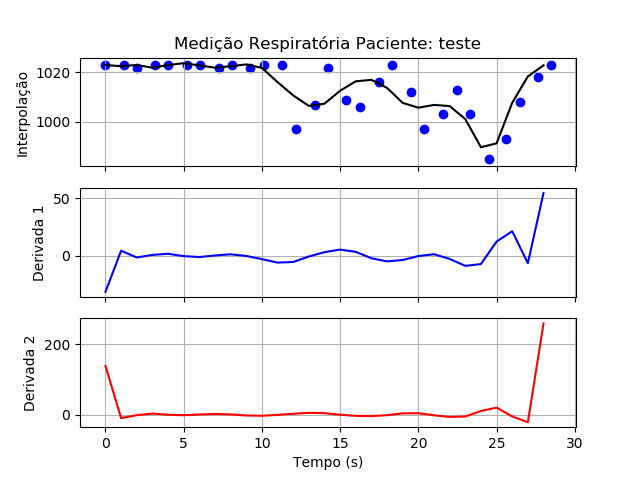 Medição Respiratória Paciente: teste
1020
1000
Interpolação
50
0
Derivada 1
200
0
Derivada 2
0 5 10 15 20 25 30
Tempo (s)